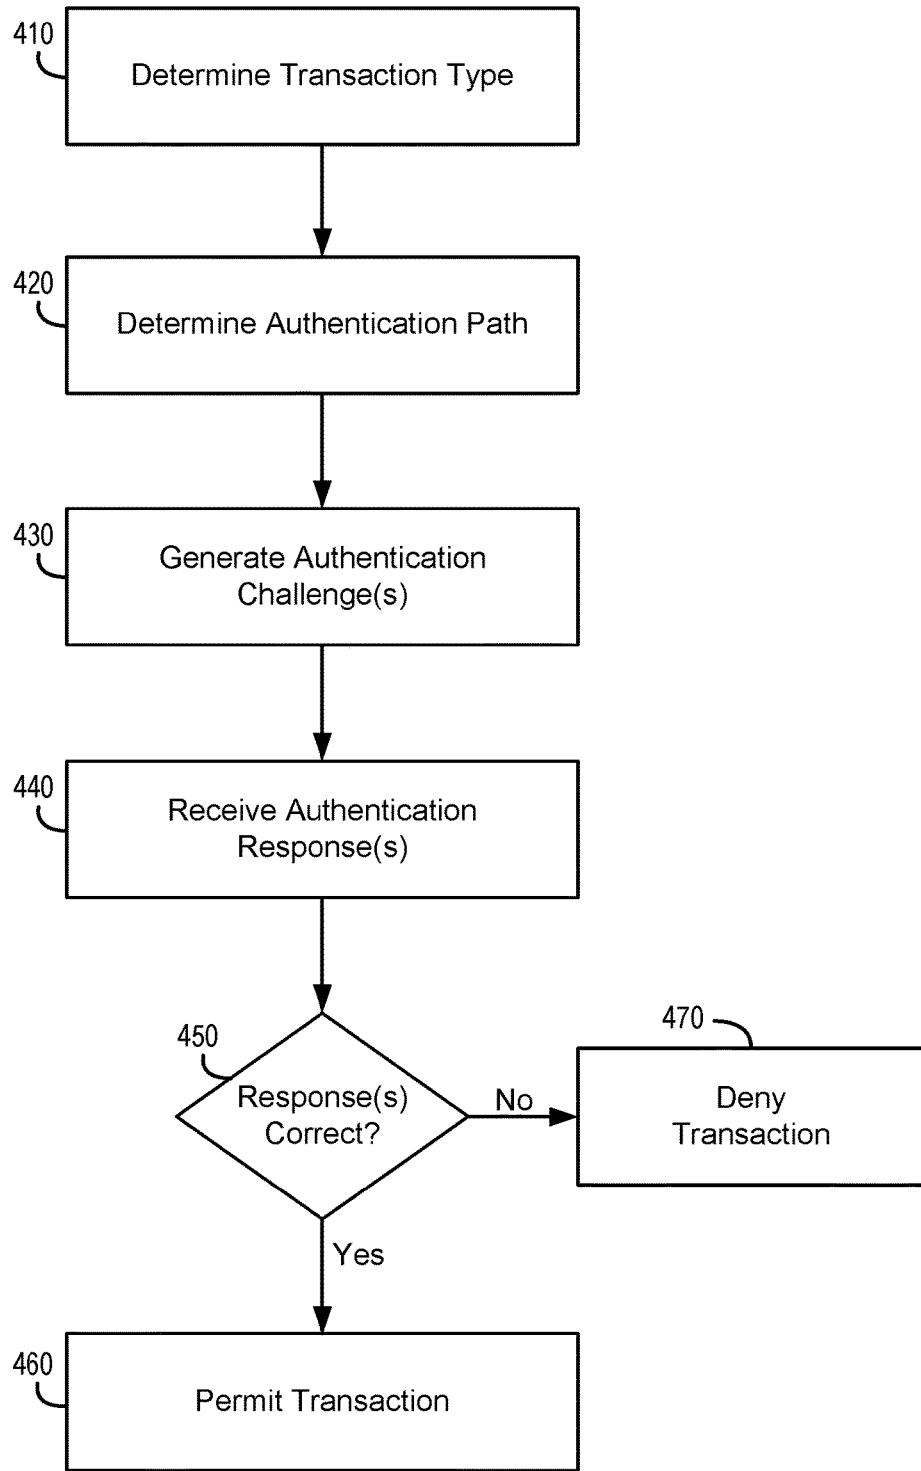 410
Determine Transaction Type
420
Determine Authentication Path
430
Generate Authentication
Challenge(s)
440
Receive Authentication
Response(s)
450
Response(s)
Correct?
No
470
Deny
Transaction
Yes
460
Permit Transaction